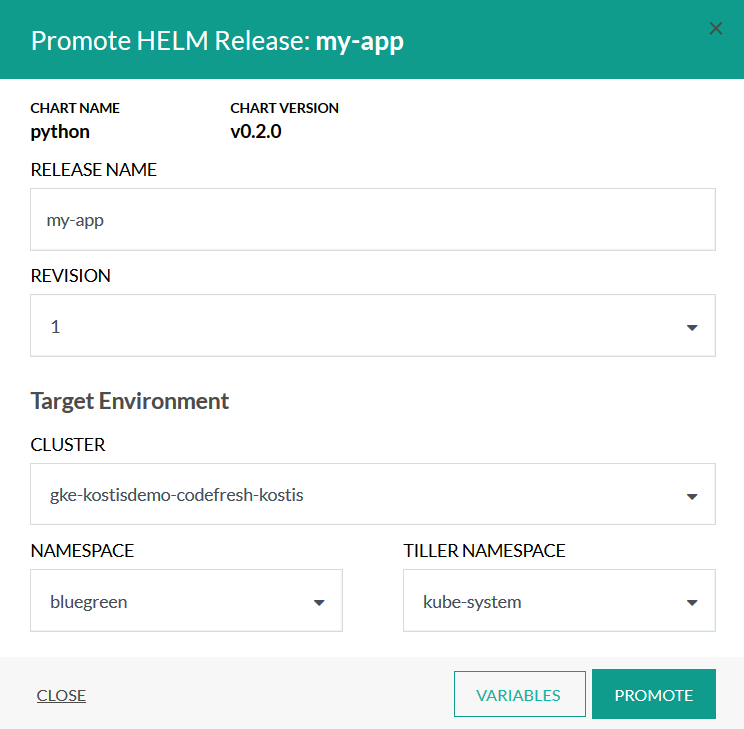 Promote HELM Release: my-app
CHART NAME CHART VERSION
python v0.2.0
RELEASE NAME
my-app
REVISION
1
Target Environment
CLUSTER
gke-kostisdemo-codefresh-kostis
NAMESPACE TILLER NAMESPACE
bluegreen kube-system
CLOSE VARIABLES PROMOTE